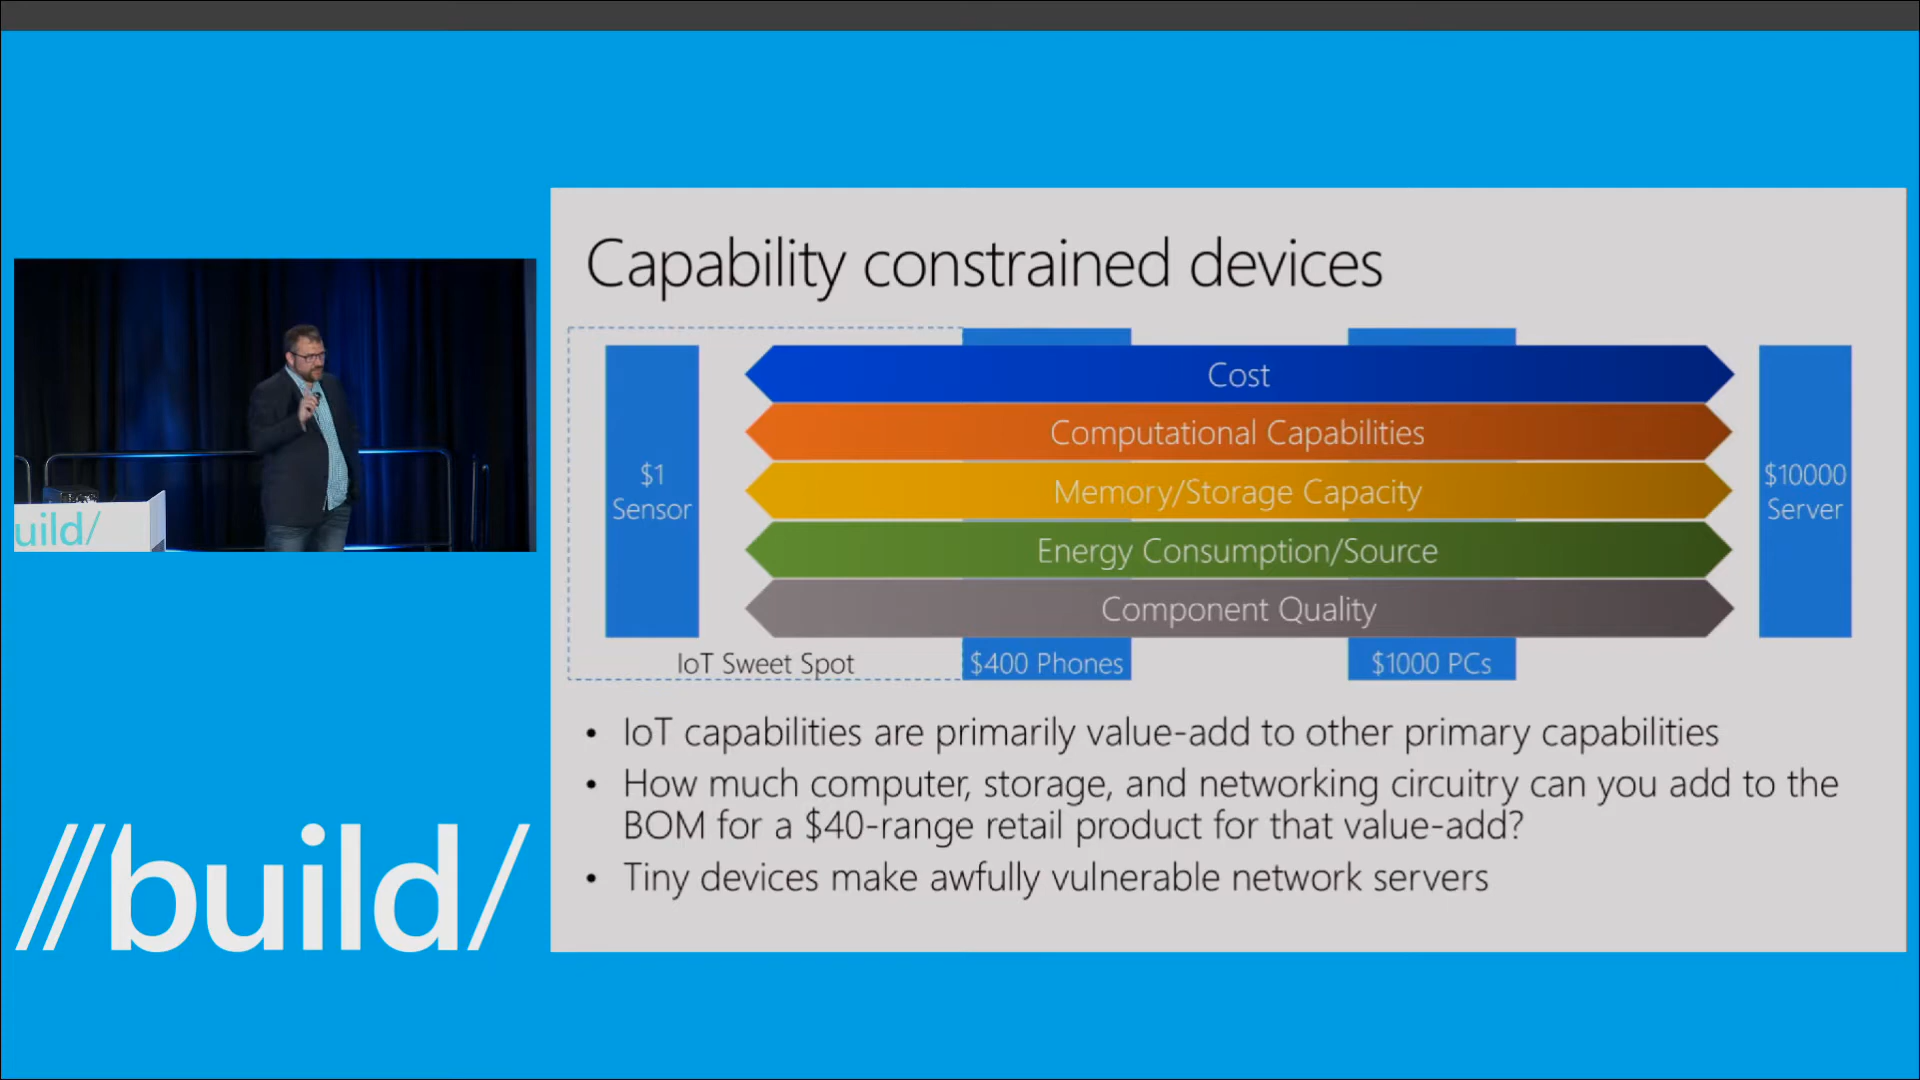 Capability constrained devices
Cost
Computational Capabilities
Memory/Storage Capacity
Energy Consumption/Source
Component Quality
$1
Sensor
$10000
Server
IoT Sweet Spot
$400 Phones
$1000 PCs
• IoT capabilities are primarily value-add to other primary capabilities
• How much computer, storage, and networking circuitry can you add to the
BOM for a $40-range retail product for that value-add?
• Tiny devices make awfully vulnerable network servers
uild/
//build/